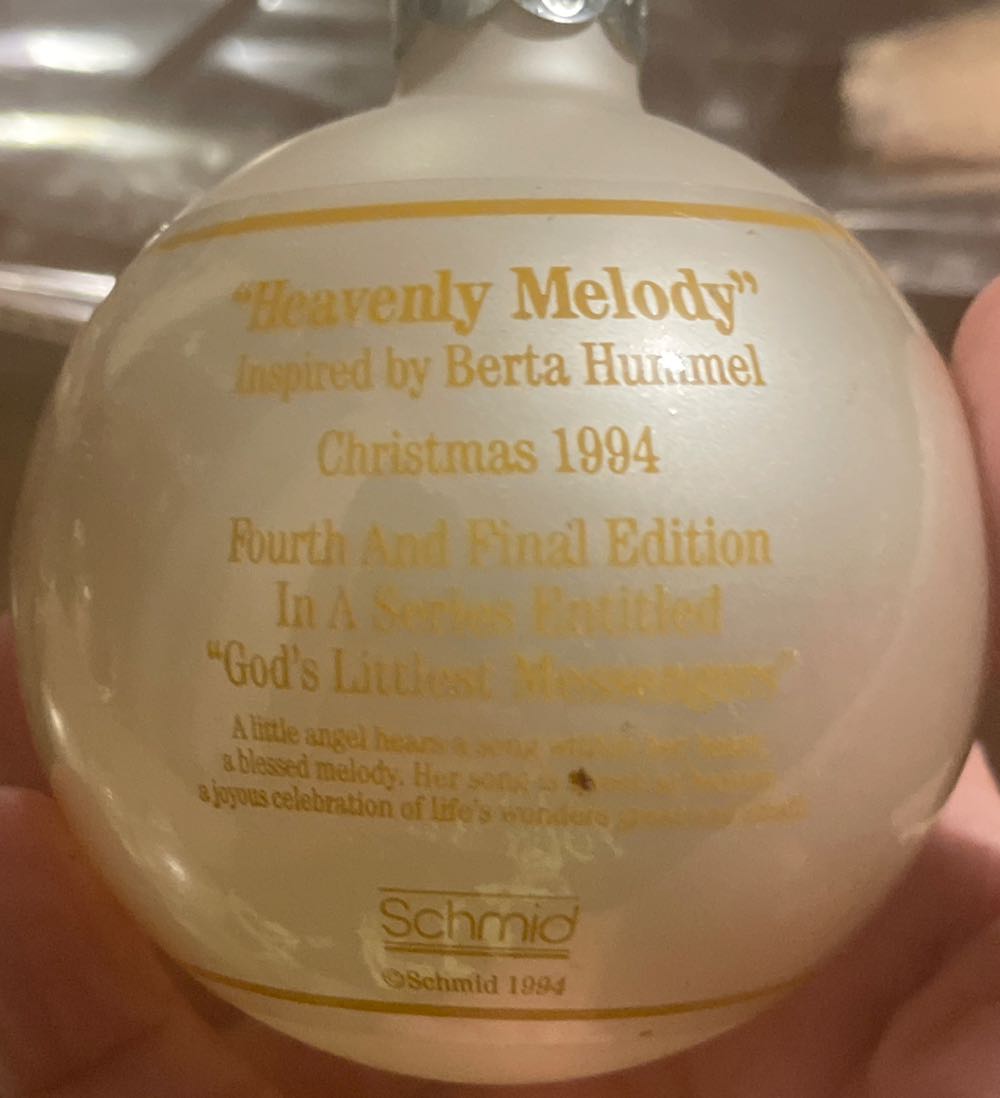 “Heavenly Melody”
Inspired by Berta Hummel
Christmas 1994
Fourth And Final Edition
In A Series Entitled
“God's Littlest Messengers”
A little angel hears a song within her heart,
a blessed melody. Her song is
a joyous celebration of life's wonders
Schmid
©Schmid 1994